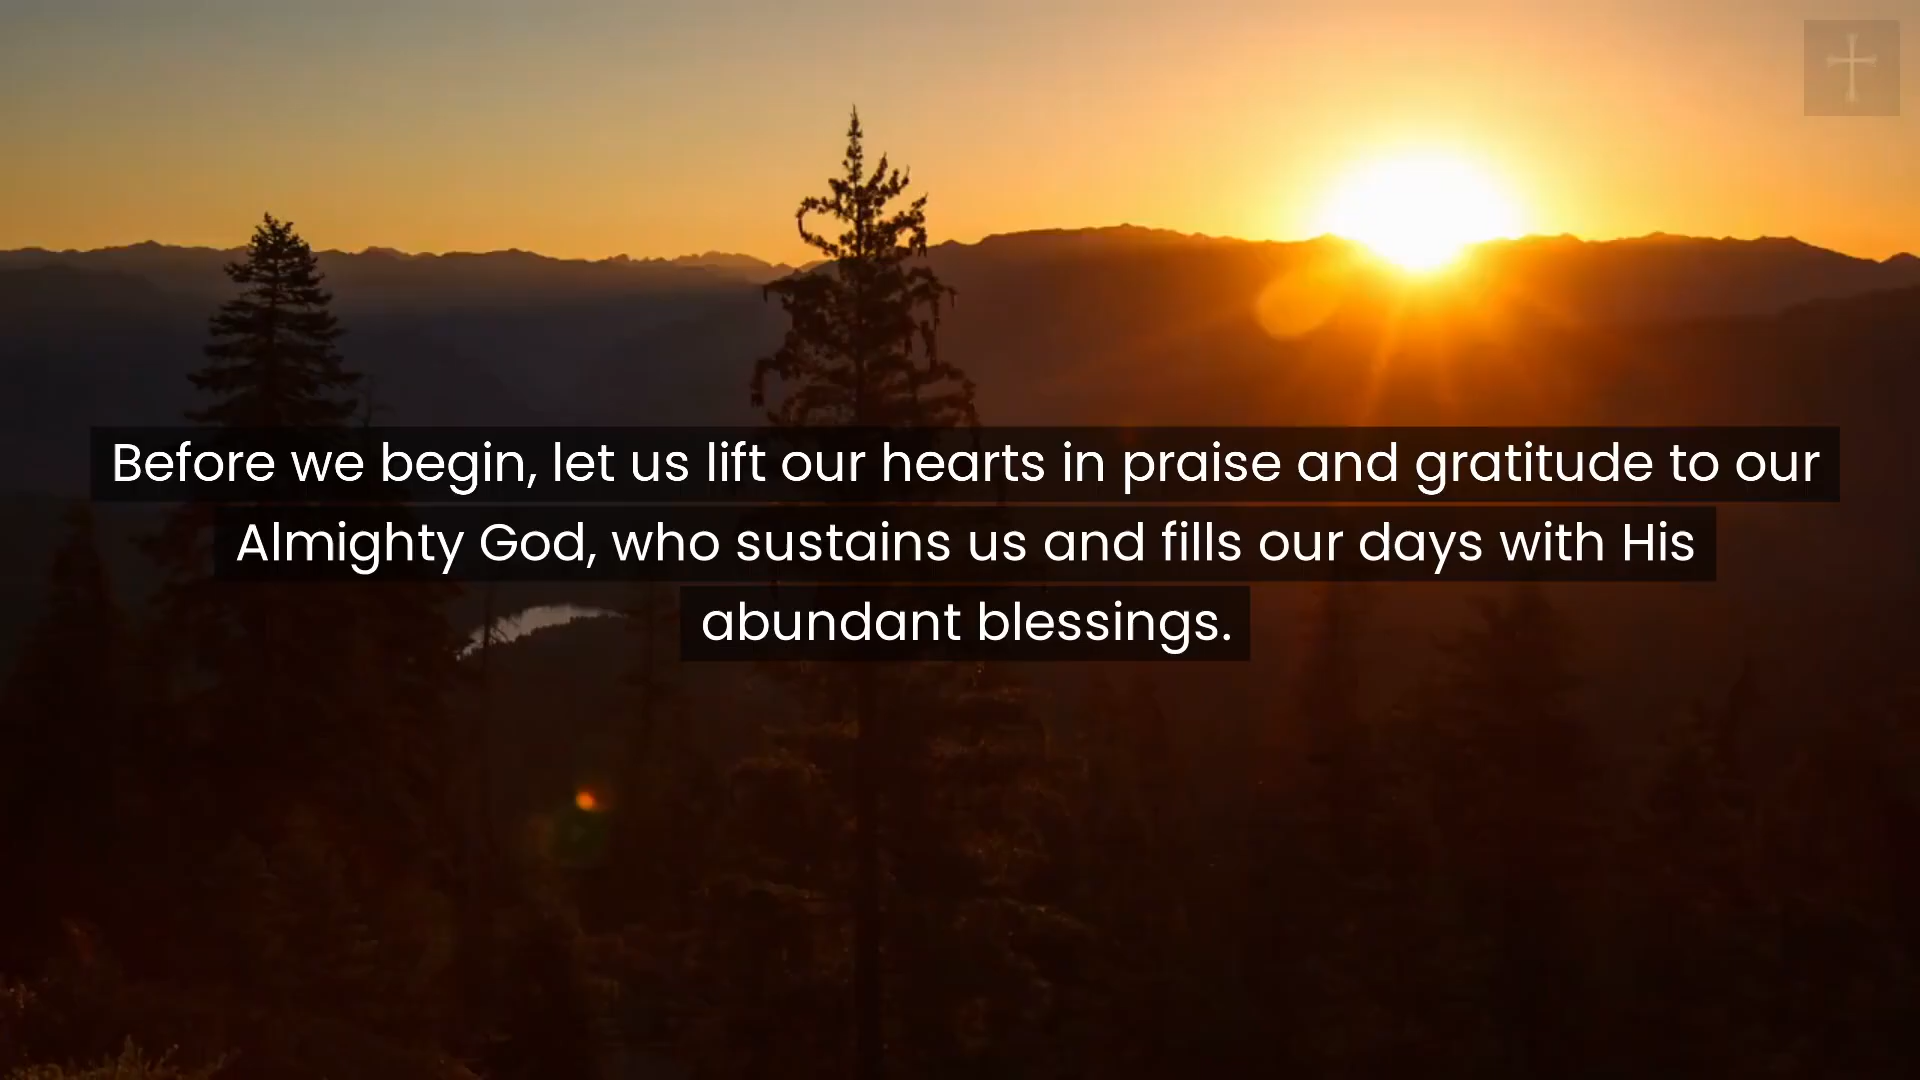 Before we begin, let us lift our hearts in praise and gratitude to our
Almighty God, who sustains us and fills our days with His
abundant blessings.